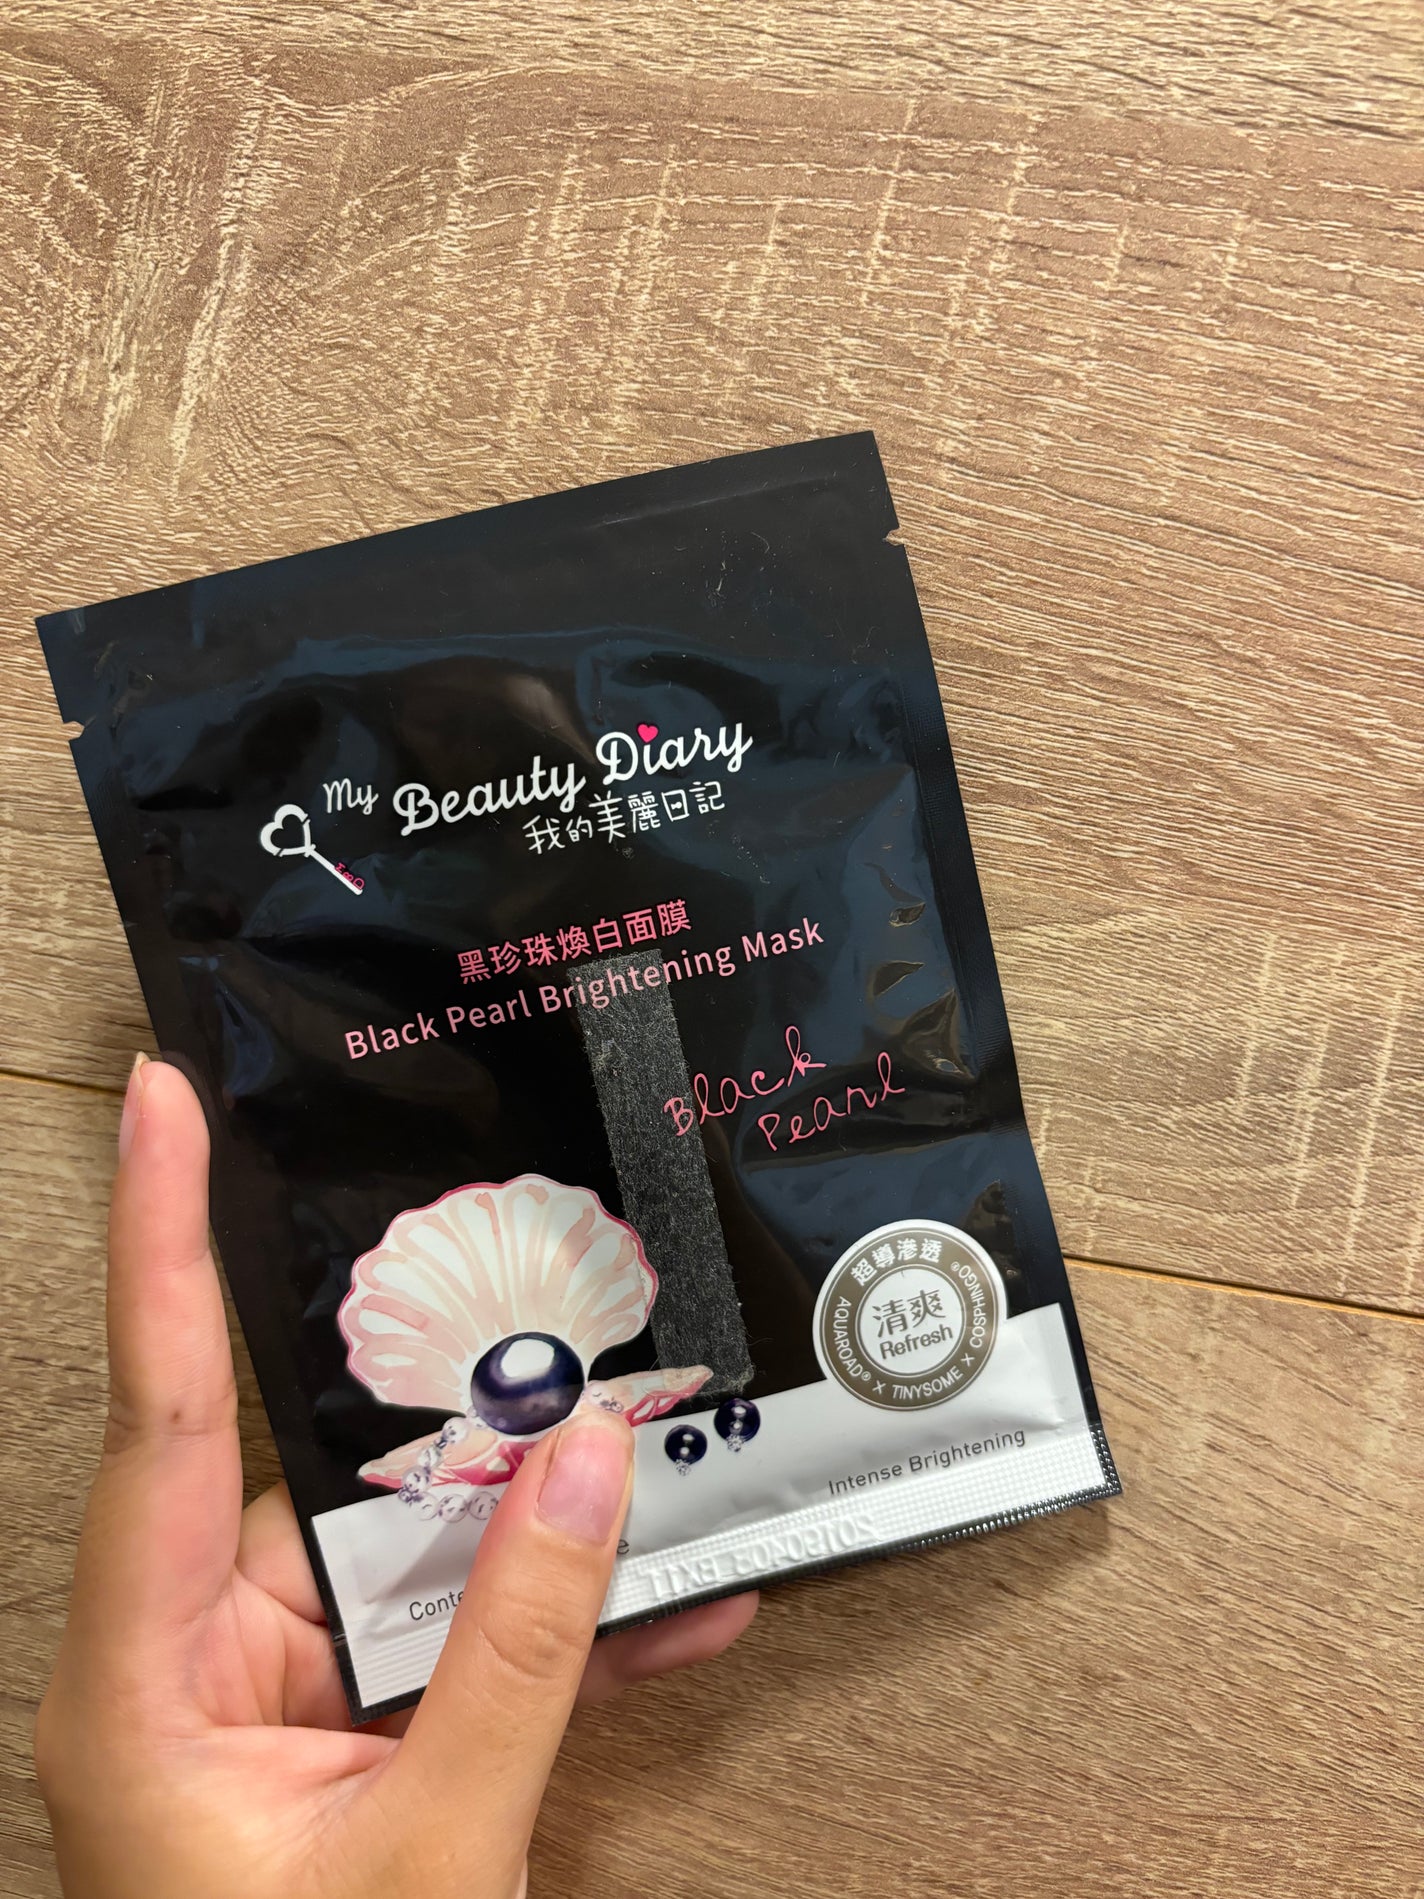 My Beauty Diary
我的美麗日記
MBD
黑珍珠煥白面膜
Black Pearl Brightening Mask
Black
Pearl
超導滲透
清爽
Refresh
AQUAROAD® X TINYSOME X COSPHINGO®
Intense Brightening